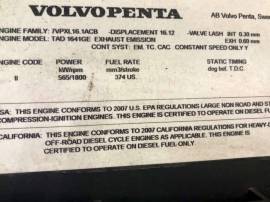 VOLVO PENTA
AB Volvo Penta, Swe
ENGINE FAMILY: 7VPXL16.1ACB -DISPLACEMENT 16.12 -VALVE LASH INT 0.30 mm
ENGINE MODEL: TAD 1641GE EXHAUST EMISSION EXH 0.60 mm
CONT SYST: EM, TC, CAC CONSTANT SPEED ONLY Y
ENGINE CODE POWER FUEL RATE STATIC TIMING
kW/rpm mm3/stroke deg bef. T.D.C.
8 565/1800 374 US.
USA: THIS ENGINE CONFORMS TO 2007 U.S. EPA REGULATIONS LARGE NON ROAD AND ST
COMPRESSION-IGNITION ENGINES. THIS ENGINE IS CERTIFIED TO OPERATE ON DIESEL FUEL
CALIFORNIA: THIS ENGINE CONFORMS TO 2007 CALIFORNIA REGULATIONS FOR HEAVY-D
OFF-ROAD DIESEL CYCLE ENGINES AS APPLICABLE. THIS ENGINE IS
CERTIFIED TO OPERATE ON DIESEL FUEL-ONLY